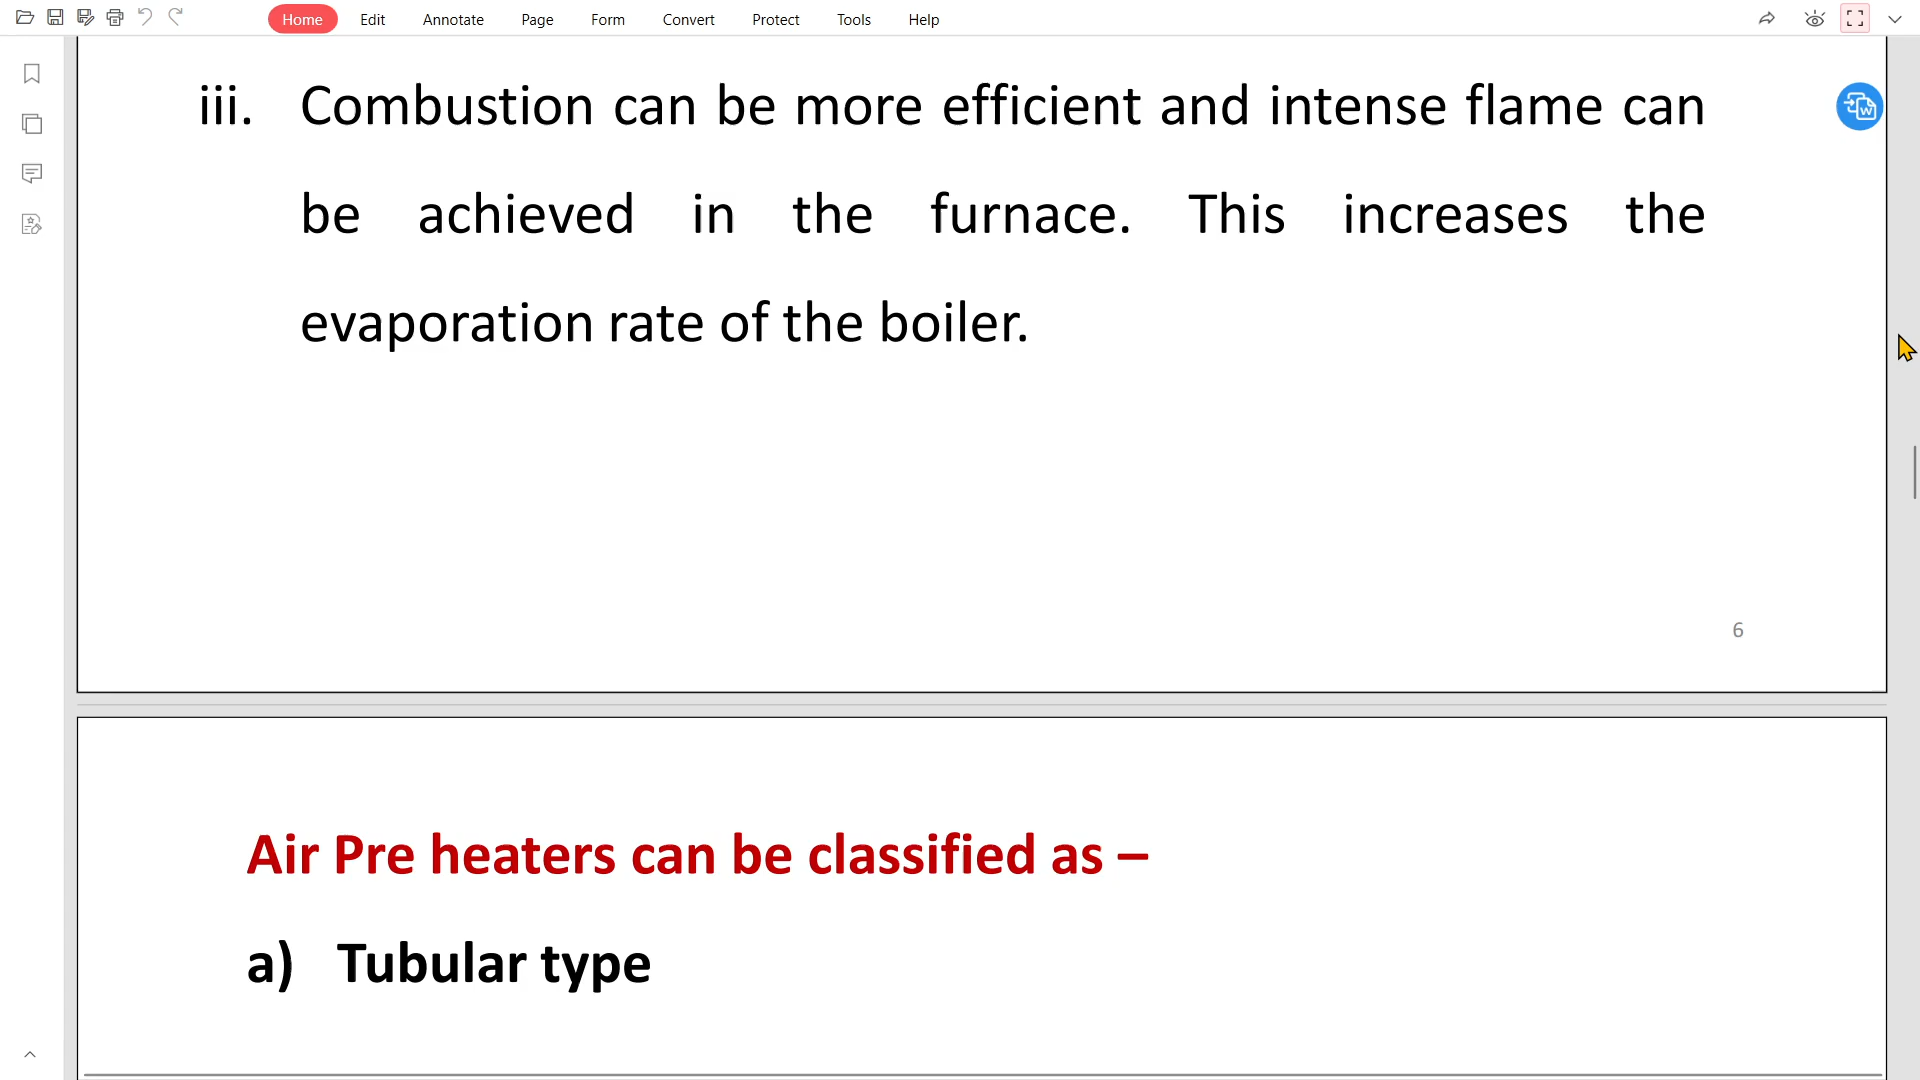 Home Edit Annotate Page Form Convert Protect Tools Help
iii. Combustion can be more efficient and intense flame can
be achieved in the furnace. This increases the
evaporation rate of the boiler.
6
Air Pre heaters can be classified as –
a) Tubular type